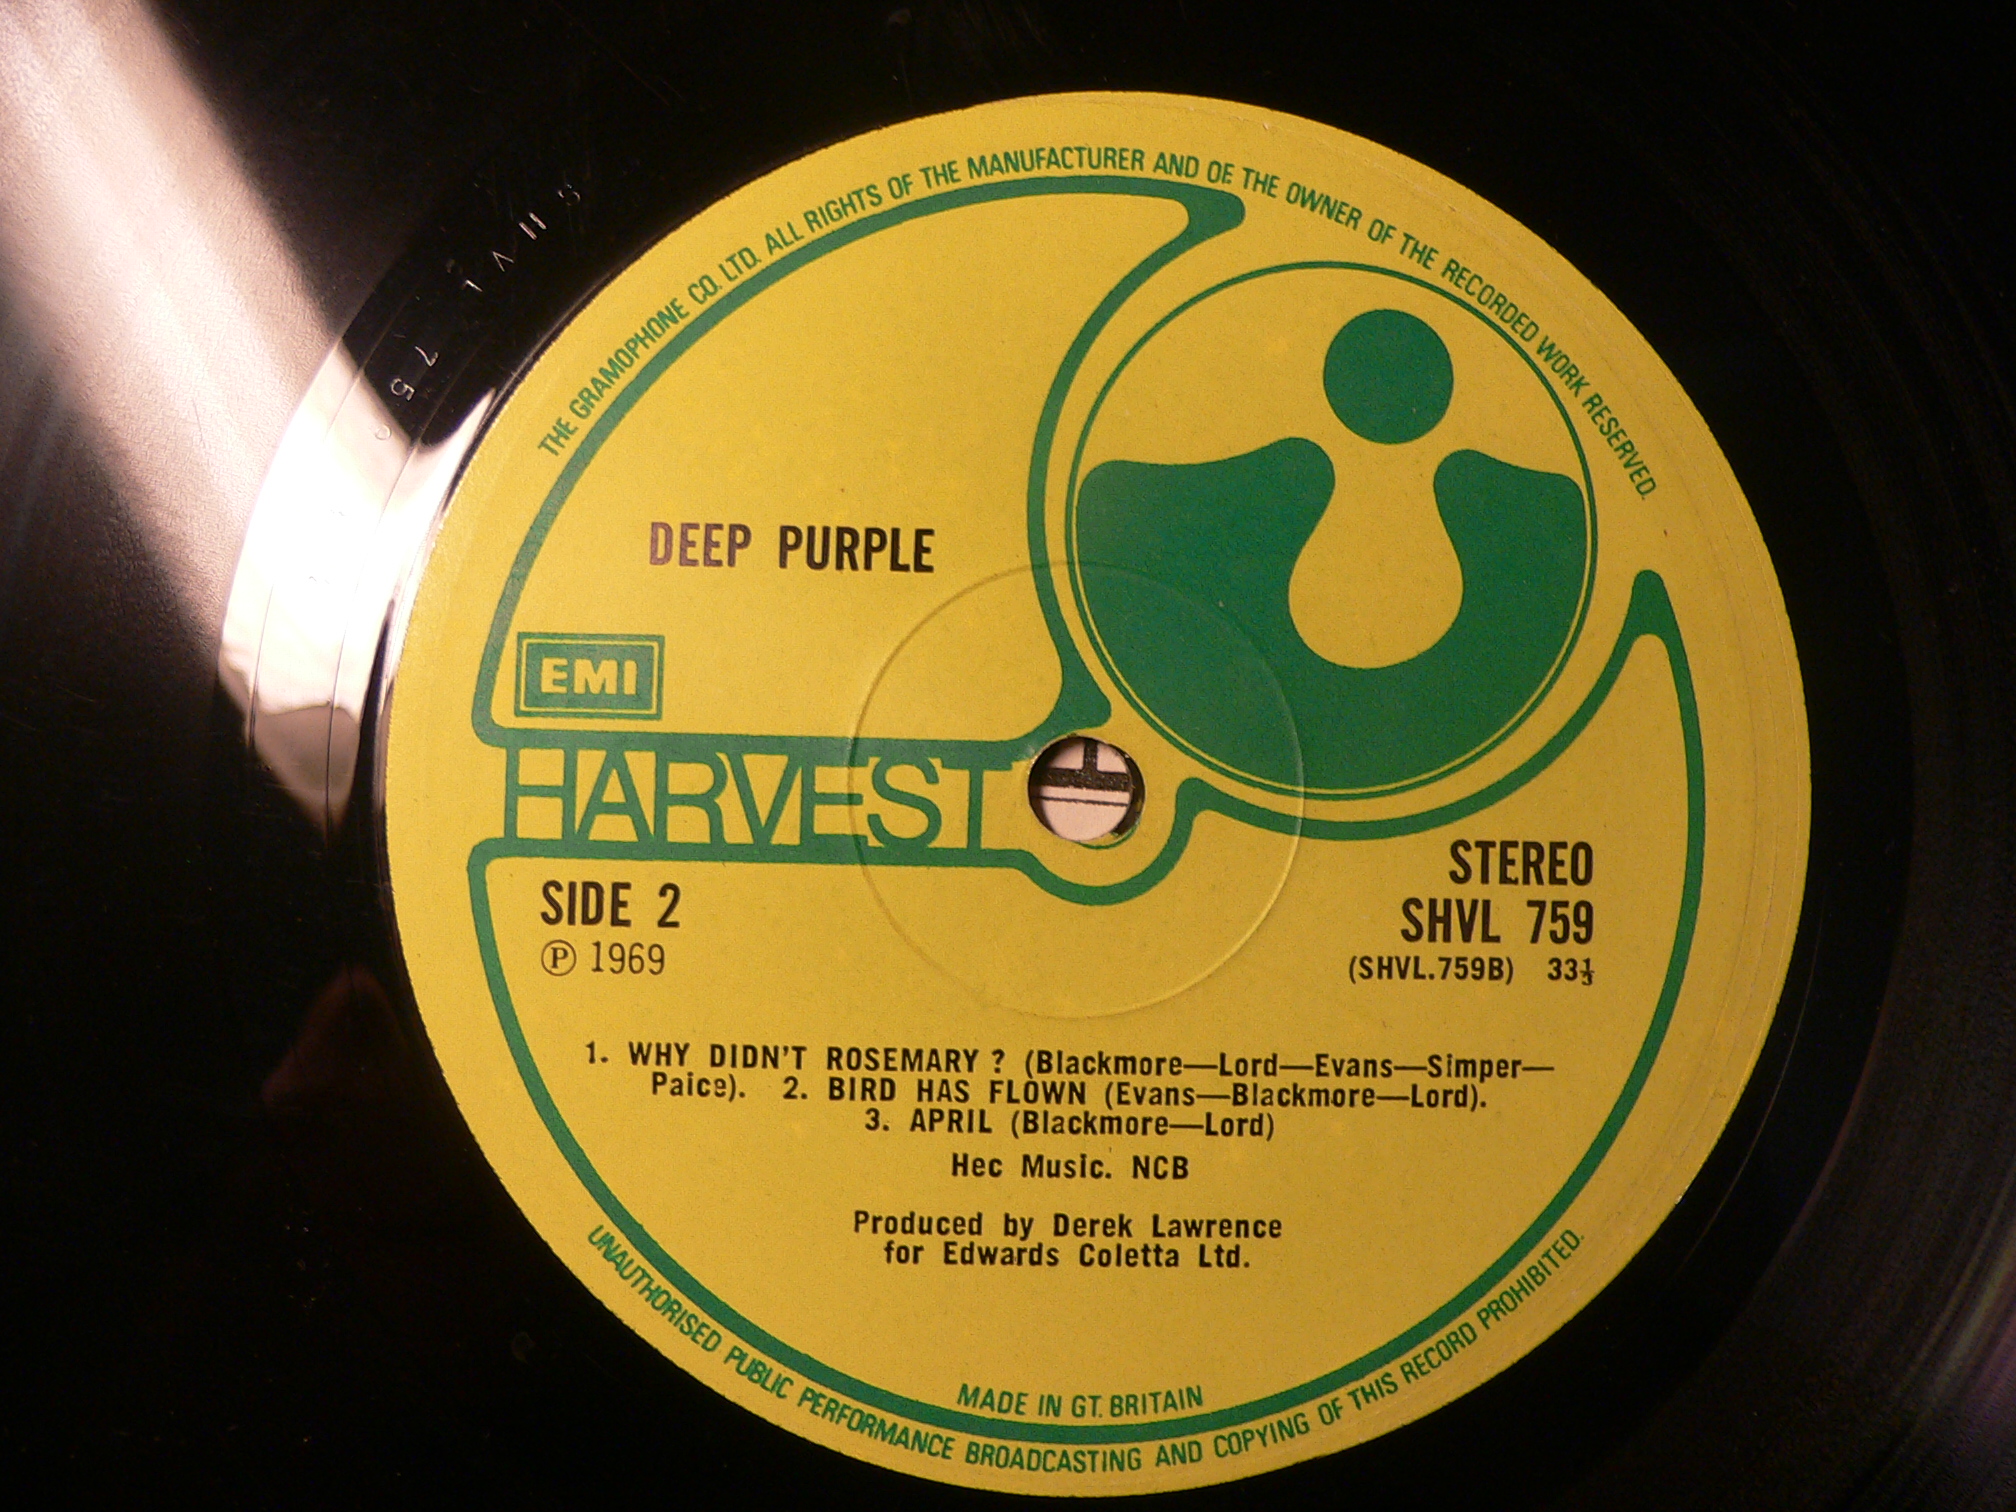 THE GRAMOPHONE CO. LTD. ALL RIGHTS OF THE MANUFACTURER AND OF THE OWNER OF THE RECORDED WORK RESERVED.
SHVL 759
DEEP PURPLE
EMI
HARVEST
SIDE 2
Ⓟ 1969
STEREO
SHVL 759
(SHVL.759B) 33⅓
1. WHY DIDN'T ROSEMARY ? (Blackmore—Lord—Evans—Simper—
Paice). 2. BIRD HAS FLOWN (Evans—Blackmore—Lord).
3. APRIL (Blackmore—Lord)
Hec Music. NCB
Produced by Derek Lawrence
for Edwards Coletta Ltd.
MADE IN GT. BRITAIN
UNAUTHORISED PUBLIC PERFORMANCE BROADCASTING AND COPYING OF THIS RECORD PROHIBITED.